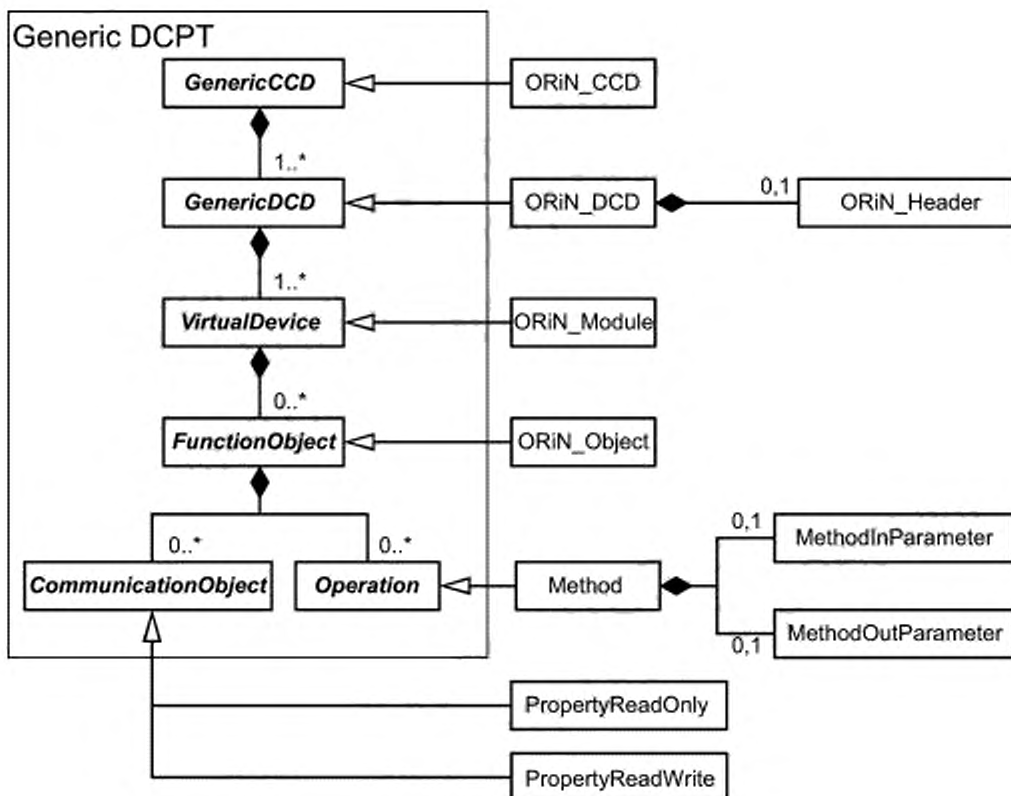 Generic DCPT
GenericCCD
ORiN_CCD
1..*
GenericDCD
ORiN_DCD
0,1
ORiN_Header
1..*
VirtualDevice
ORiN_Module
0..*
FunctionObject
ORiN_Object
0..*
0..*
CommunicationObject
Operation
Method
0,1
MethodInParameter
0,1
MethodOutParameter
PropertyReadOnly
PropertyReadWrite